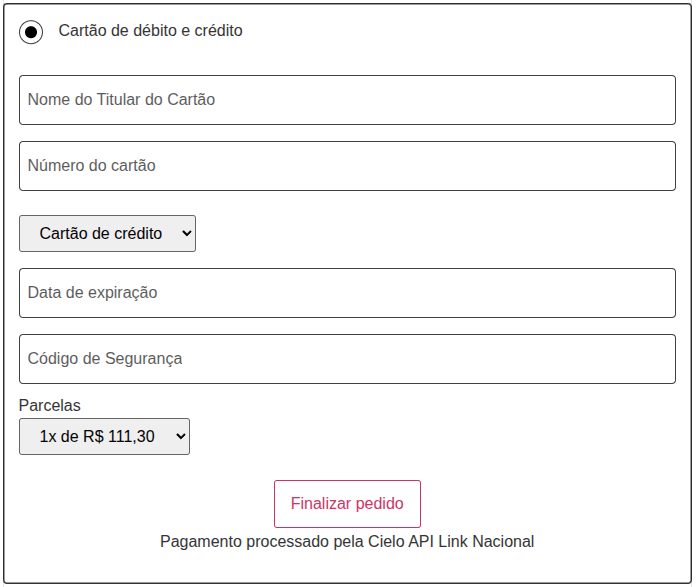 Cartão de débito e crédito
Nome do Titular do Cartão
Número do cartão
Cartão de crédito
Data de expiração
Código de Segurança
Parcelas
1x de R$ 111,30
Finalizar pedido
Pagamento processado pela Cielo API Link Nacional